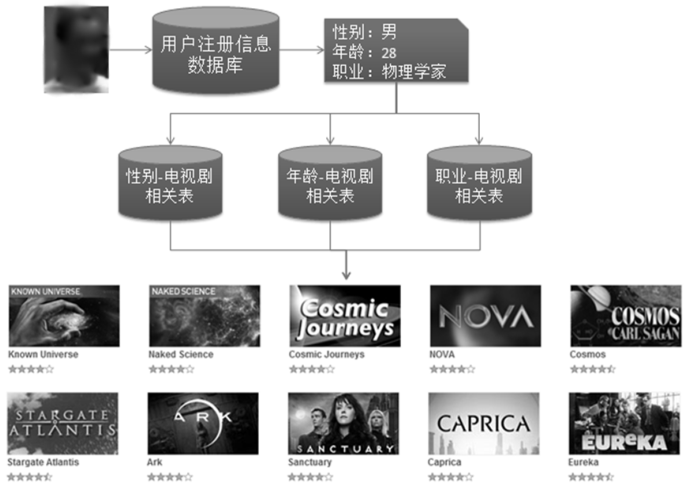 用户注册信息
数据库
性别：男
年龄：28
职业：物理学家
性别-电视剧
相关表
年龄-电视剧
相关表
职业-电视剧
相关表
KNOWN UNIVERSE
NAKED SCIENCE
Cosmic
Journeys
NOVA
COSMOS
CARL SAGAN
Known Universe
Naked Science
Cosmic Journeys
NOVA
Cosmos
STARGATE
ATLANTIS
ARK
SANCTUARY
CAPRICA
EUReKA
Stargate Atlantis
Ark
Sanctuary
Caprica
Eureka